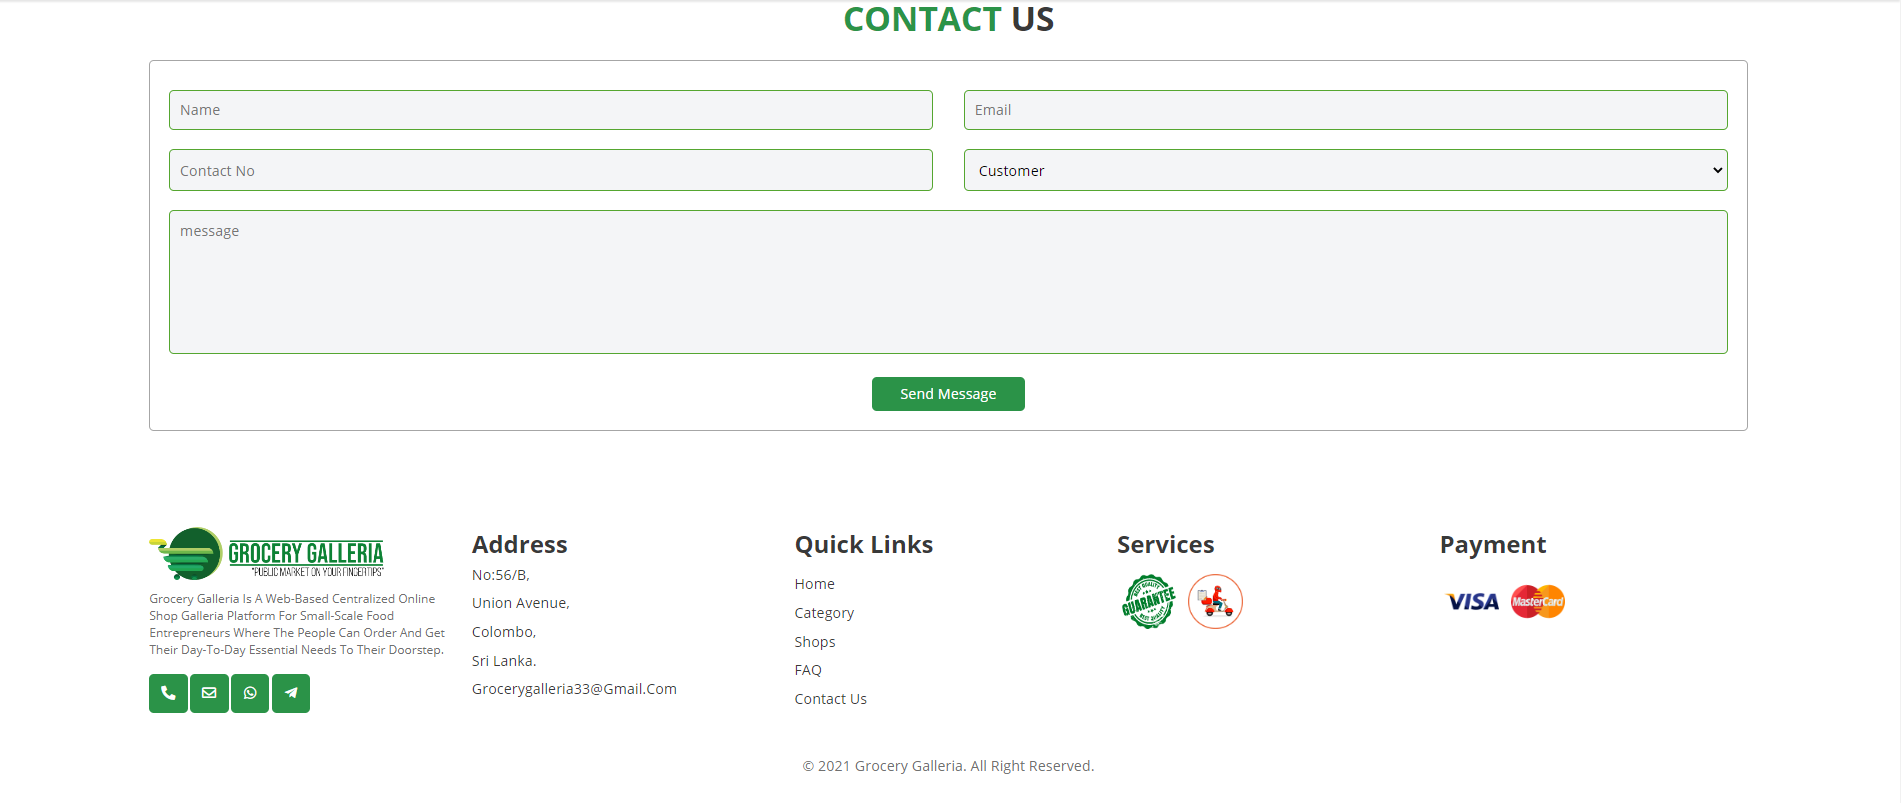 CONTACT US
Name
Email
Contact No
Customer
message
Send Message
GROCERY GALLERIA
"PUBLIC MARKET ON YOUR FINGERTIPS"
Grocery Galleria Is A Web-Based Centralized Online
Shop Galleria Platform For Small-Scale Food
Entrepreneurs Where The People Can Order And Get
Their Day-To-Day Essential Needs To Their Doorstep.
Address
No:56/B,
Union Avenue,
Colombo,
Sri Lanka.
Grocerygalleria33@Gmail.Com
Quick Links
Home
Category
Shops
FAQ
Contact Us
Services
BEST QUALITY
GUARANTEE
BEST QUALITY
Payment
VISA
MasterCard
© 2021 Grocery Galleria. All Right Reserved.